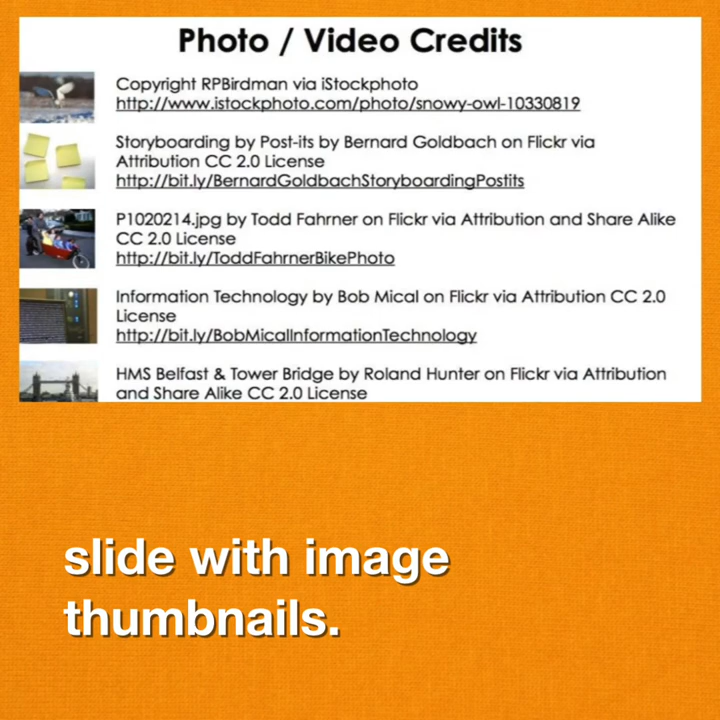 Photo / Video Credits
Copyright RPBirdman via iStockphoto
http://www.istockphoto.com/photo/snowy-owl-10330819
Storyboarding by Post-its by Bernard Goldbach on Flickr via
Attribution CC 2.0 License
http://bit.ly/BernardGoldbachStoryboardingPostits
P1020214.jpg by Todd Fahrner on Flickr via Attribution and Share Alike
CC 2.0 License
http://bit.ly/ToddFahrnerBikePhoto
Information Technology by Bob Mical on Flickr via Attribution CC 2.0
License
http://bit.ly/BobMicalInformationTechnology
HMS Belfast & Tower Bridge by Roland Hunter on Flickr via Attribution
and Share Alike CC 2.0 License
slide with image
thumbnails.